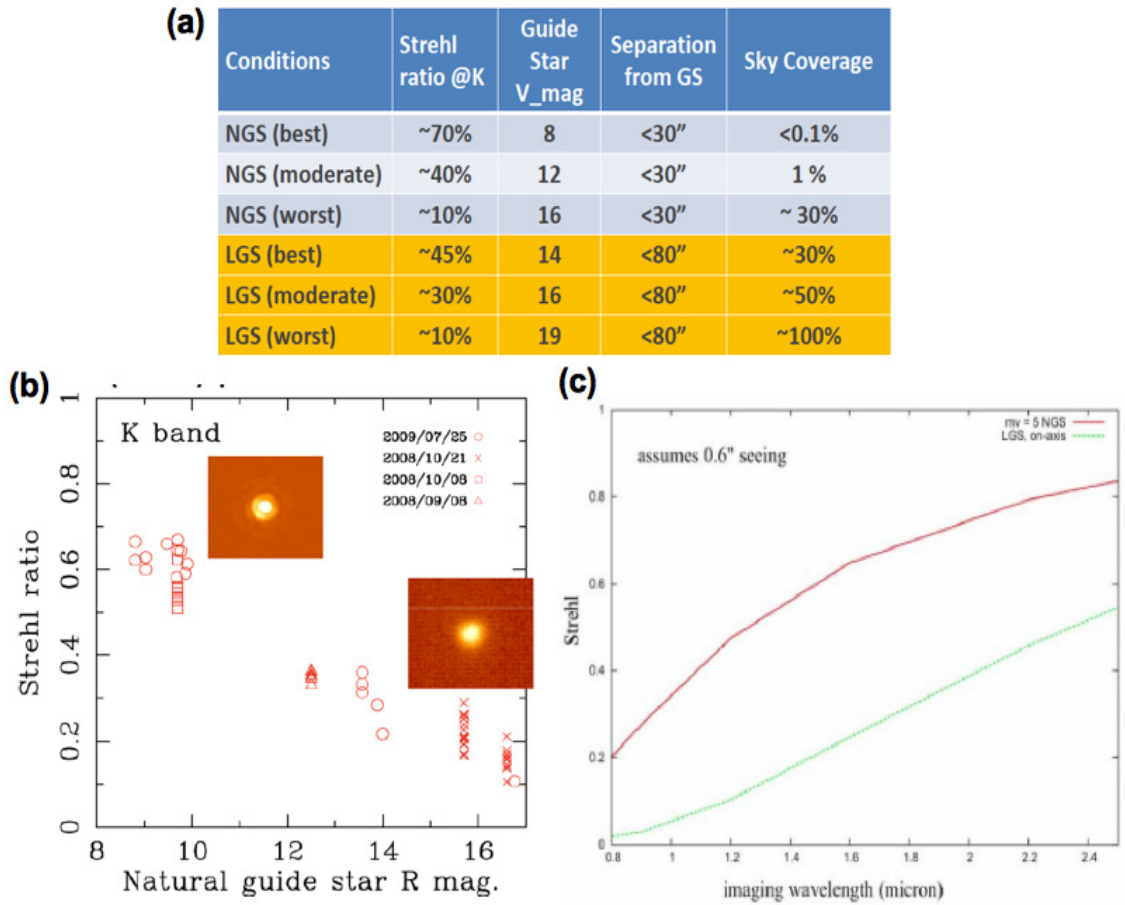 (a)
Conditions Strehl ratio @K Guide Star V_mag Separation from GS Sky Coverage
NGS (best) ~70% 8 <30” <0.1%
NGS (moderate) ~40% 12 <30” 1 %
NGS (worst) ~10% 16 <30” ~ 30%
LGS (best) ~45% 14 <80” ~30%
LGS (moderate) ~30% 16 <80” ~50%
LGS (worst) ~10% 19 <80” ~100%
(b)
K band
2009/07/25
2008/10/21
2008/10/08
2008/09/08
Strehl ratio
1
0.8
0.6
0.4
0.2
0
8 10 12 14 16
Natural guide star R mag.
(c)
mv = 5 NGS
LGS, on-axis
assumes 0.6" seeing
Strehl
1
0.8
0.6
0.4
0.2
0
0.8 1 1.2 1.4 1.6 1.8 2 2.2 2.4
imaging wavelength (micron)